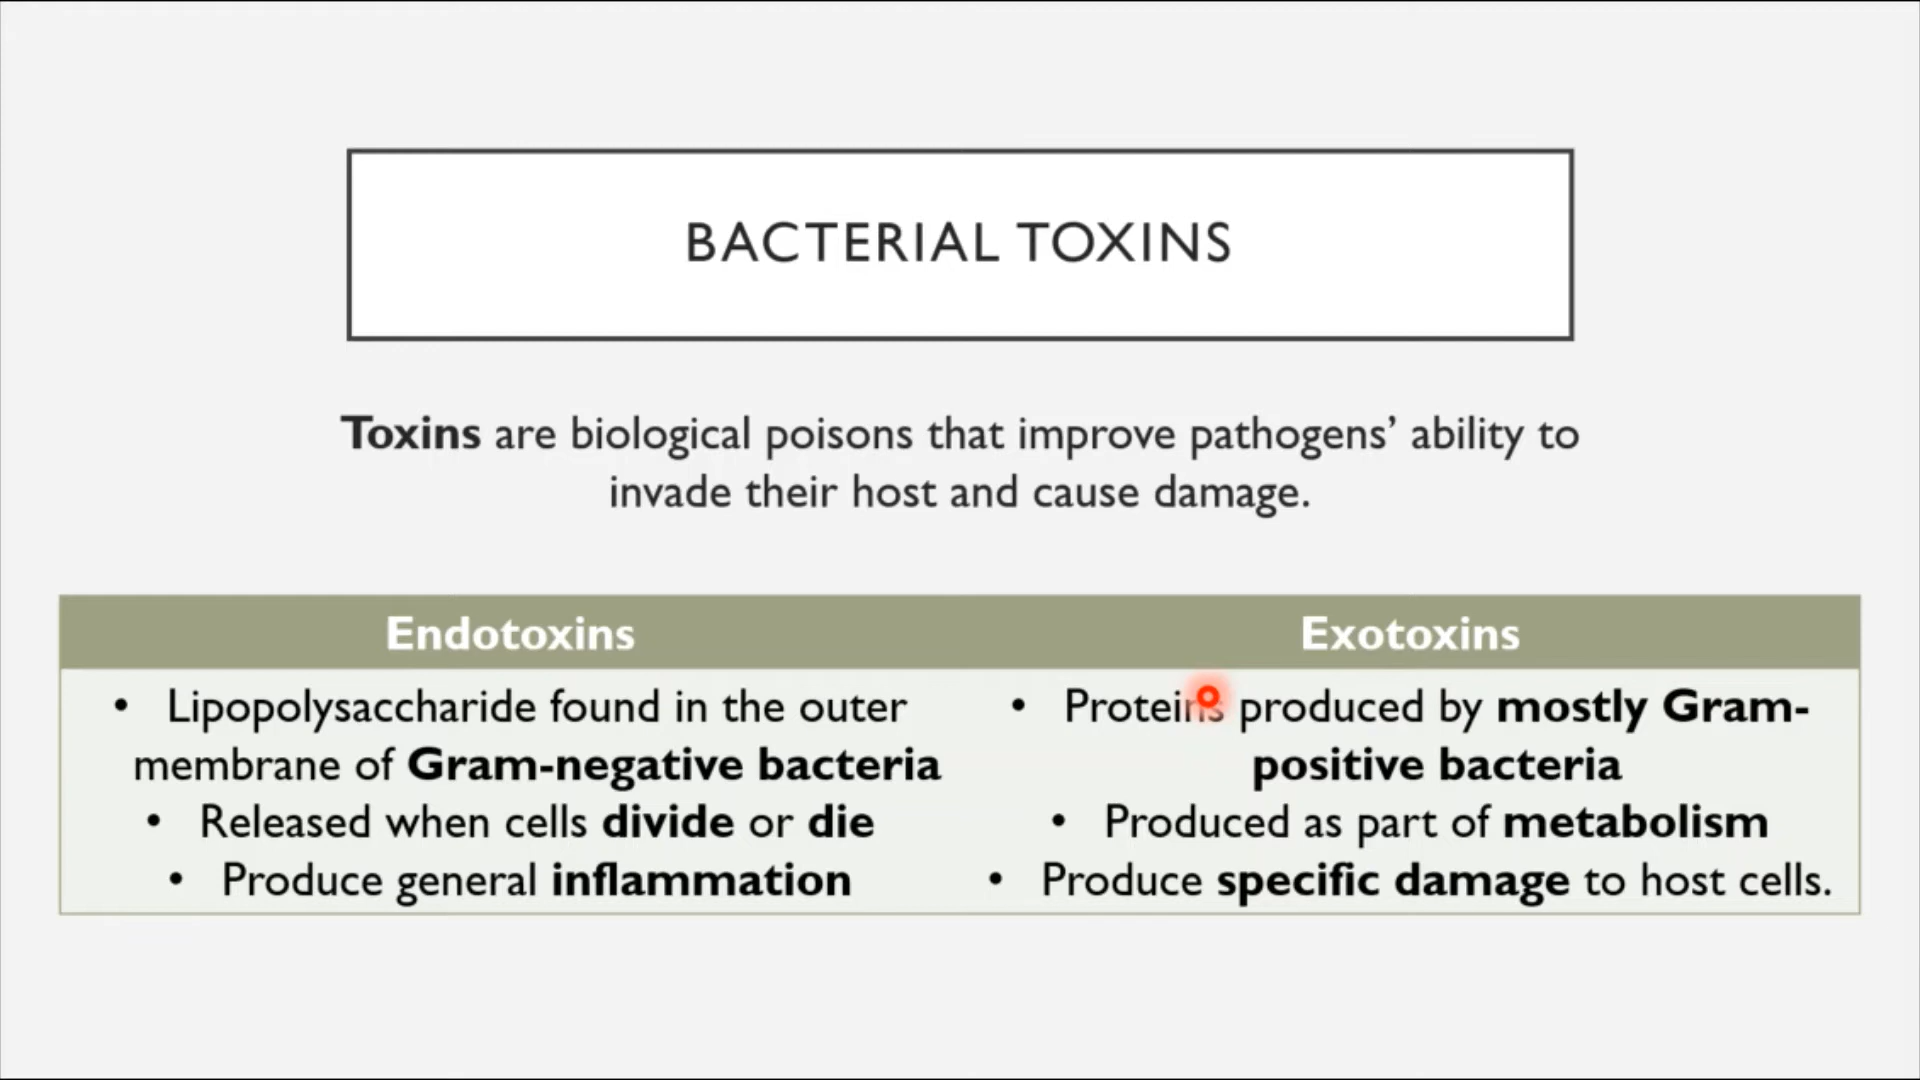 BACTERIAL TOXINS
Toxins are biological poisons that improve pathogens’ ability to
invade their host and cause damage.
Endotoxins
• Lipopolysaccharide found in the outer
membrane of Gram-negative bacteria
• Released when cells divide or die
• Produce general inflammation
Exotoxins
• Proteins produced by mostly Gram-
positive bacteria
• Produced as part of metabolism
• Produce specific damage to host cells.